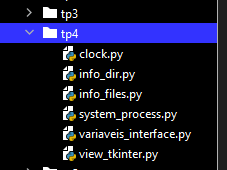 tp3
tp4
clock.py
info_dir.py
info_files.py
system_process.py
variaveis_interface.py
view_tkinter.py